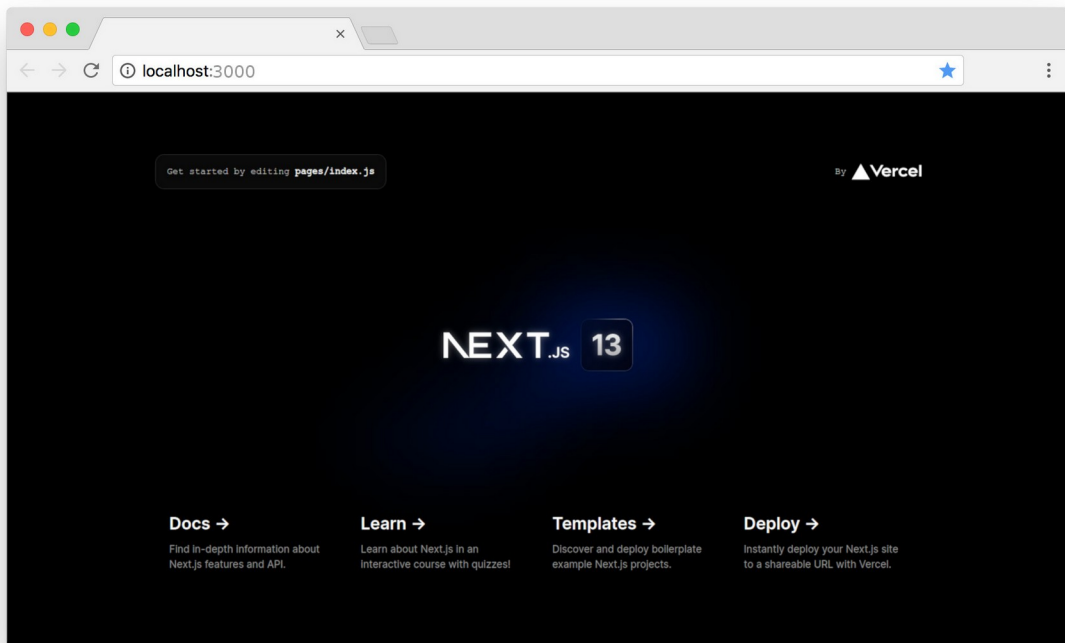 localhost:3000
Get started by editing pages/index.js
By Vercel
NEXT.JS 13
Docs →
Find in-depth information about
Next.js features and API.
Learn →
Learn about Next.js in an
interactive course with quizzes!
Templates →
Discover and deploy boilerplate
example Next.js projects.
Deploy →
Instantly deploy your Next.js site
to a shareable URL with Vercel.